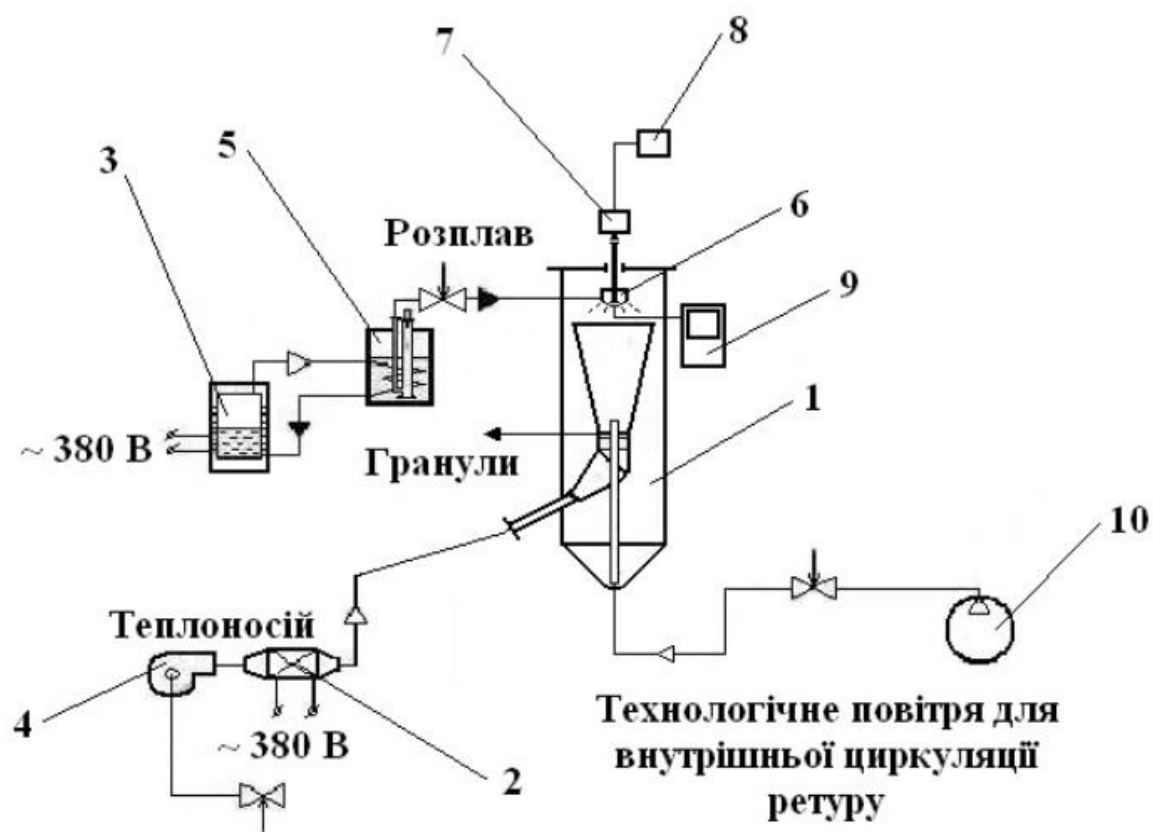 8
7
5
3
6
Розплав
9
1
~ 380 В
Гранули
10
Теплоносій
4
~ 380 В
2
Технологічне повітря для
внутрішньої циркуляції
ретуру